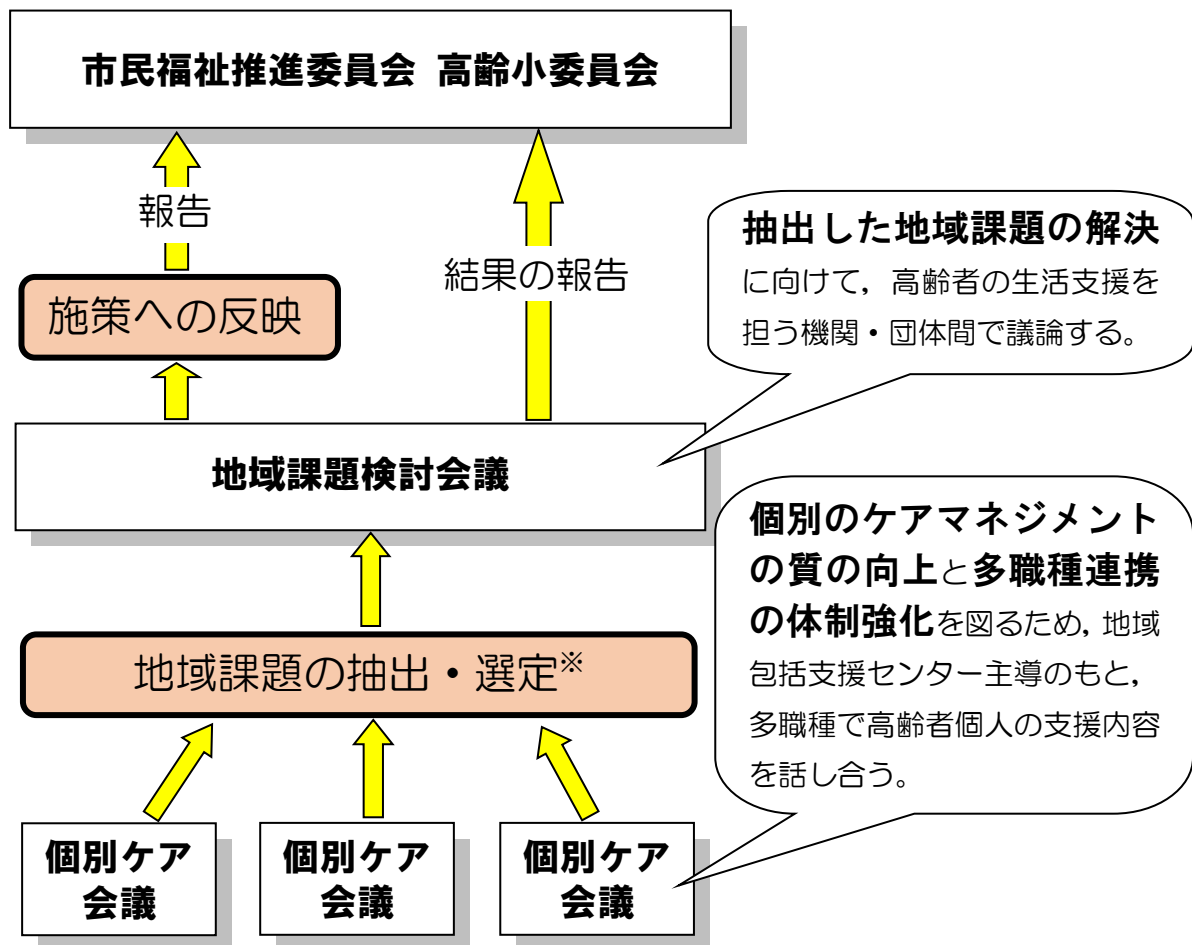 市民福祉推進委員会 高齢小委員会
報告
結果の報告
施策への反映
抽出した地域課題の解決
に向けて，高齢者の生活支援を
担う機関・団体間で議論する。
地域課題検討会議
個別のケアマネジメント
の質の向上と多職種連携
の体制強化を図るため，地域
包括支援センター主導のもと，
多職種で高齢者個人の支援内容
を話し合う。
地域課題の抽出・選定※
個別ケア
会議
個別ケア
会議
個別ケア
会議